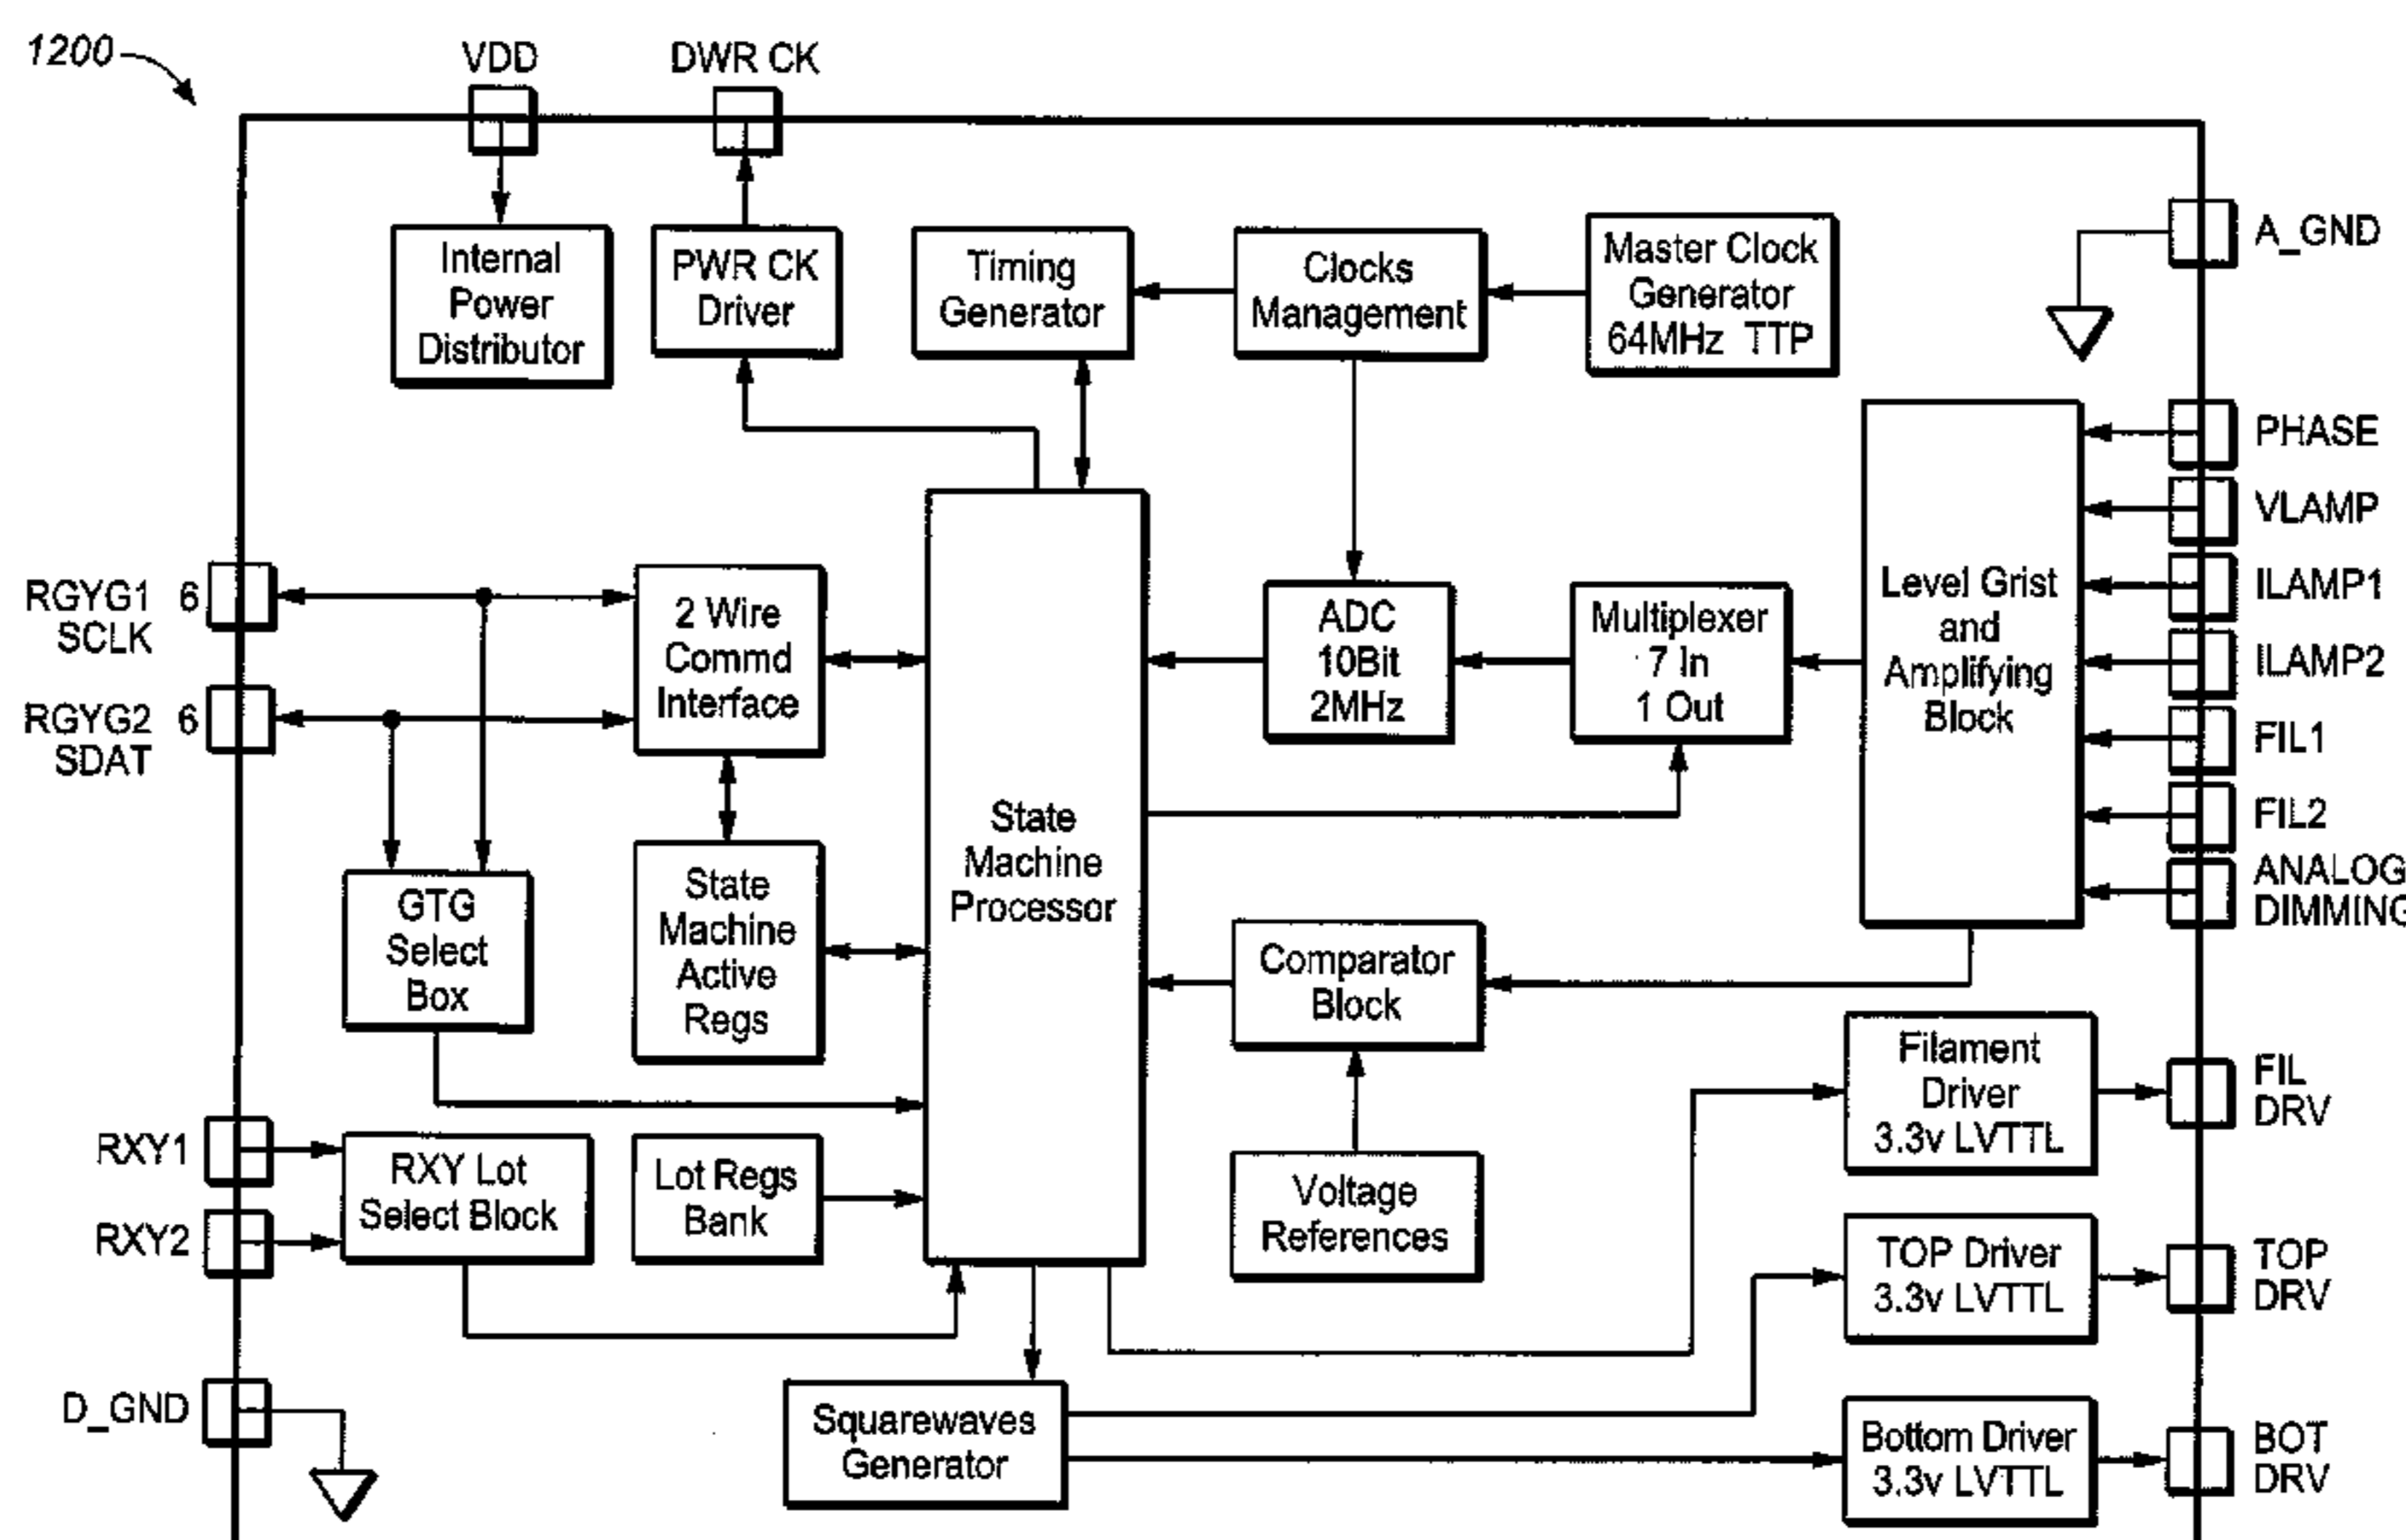 1200
VDD
DWR CK
Internal
Power
Distributor
PWR CK
Driver
Timing
Generator
Clocks
Management
Master Clock
Generator
64MHz TTP
A_GND
PHASE
VLAMP
ILAMP1
ILAMP2
FIL1
FIL2
ANALOG
DIMMING
Level Grist
and
Amplifying
Block
RGYG1 6
SCLK
RGYG2 6
SDAT
2 Wire
Commd
Interface
ADC
10Bit
2MHz
Multiplexer
7 In
1 Out
State
Machine
Processor
GTG
Select
Box
State
Machine
Active
Regs
Comparator
Block
Filament
Driver
3.3v LVTTL
FIL
DRV
RXY1
RXY2
RXY Lot
Select Block
Lot Regs
Bank
Voltage
References
TOP Driver
3.3v LVTTL
TOP
DRV
D_GND
Squarewaves
Generator
Bottom Driver
3.3v LVTTL
BOT
DRV